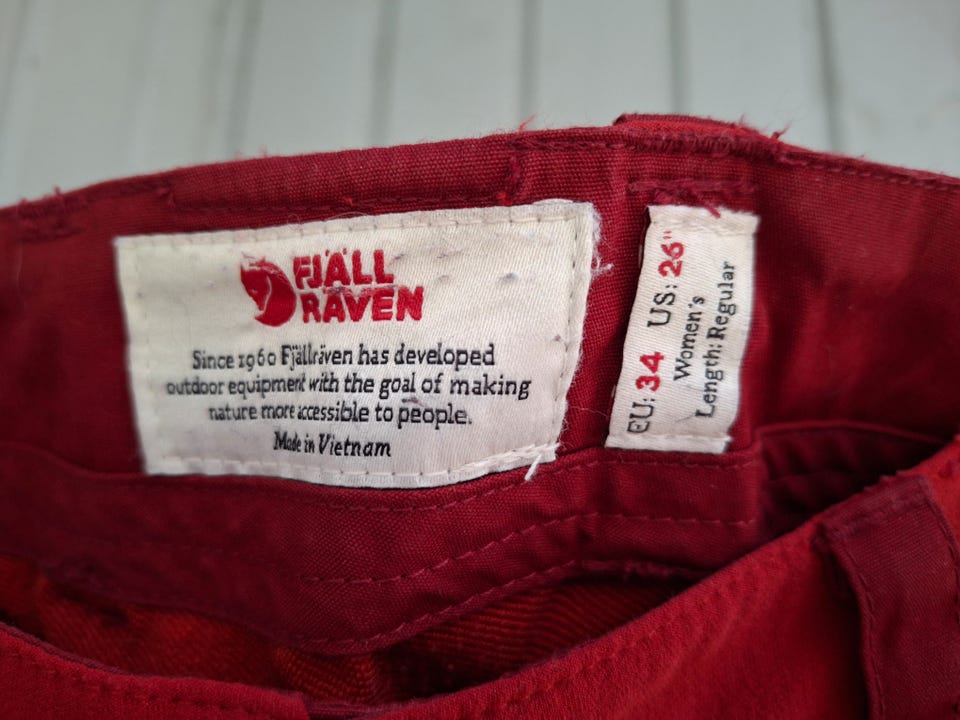 FJÄLL
RÄVEN
Since 1960 Fjällräven has developed
outdoor equipment with the goal of making
nature more accessible to people.
Made in Vietnam
EU: 34 US: 26"
Women's
Length: Regular